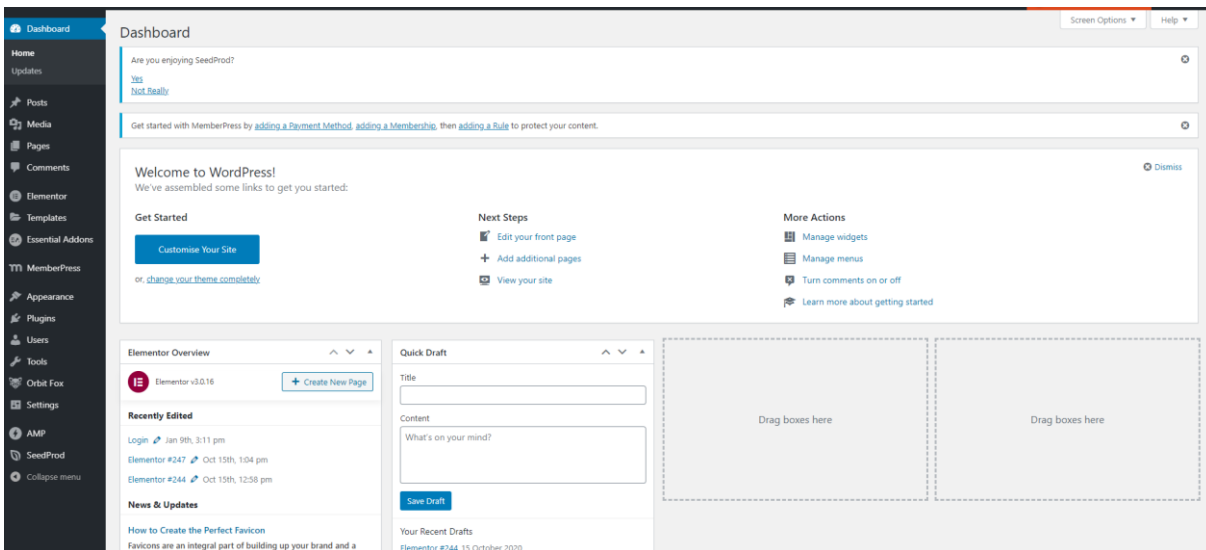 Dashboard
Home
Updates
Posts
Media
Pages
Comments
Elementor
Templates
Essential Addons
MemberPress
Appearance
Plugins
Users
Tools
Orbit Fox
Settings
AMP
SeedProd
Collapse menu
Screen Options ▼
Help ▼
Dashboard
Are you enjoying SeedProd?
Yes
Not Really
Get started with MemberPress by adding a Payment Method, adding a Membership, then adding a Rule to protect your content.
Welcome to WordPress!
We've assembled some links to get you started:
Dismiss
Get Started
Customise Your Site
or, change your theme completely
Next Steps
Edit your front page
Add additional pages
View your site
More Actions
Manage widgets
Manage menus
Turn comments on or off
Learn more about getting started
Elementor Overview
Elementor v3.0.16
+ Create New Page
Recently Edited
Login Jan 9th, 3:11 pm
Elementor #247 Oct 15th, 1:04 pm
Elementor #244 Oct 15th, 12:58 pm
News & Updates
How to Create the Perfect Favicon
Favicons are an integral part of building up your brand and a
Quick Draft
Title
Content
What's on your mind?
Save Draft
Your Recent Drafts
Elementor #244 15 October 2020
Drag boxes here
Drag boxes here